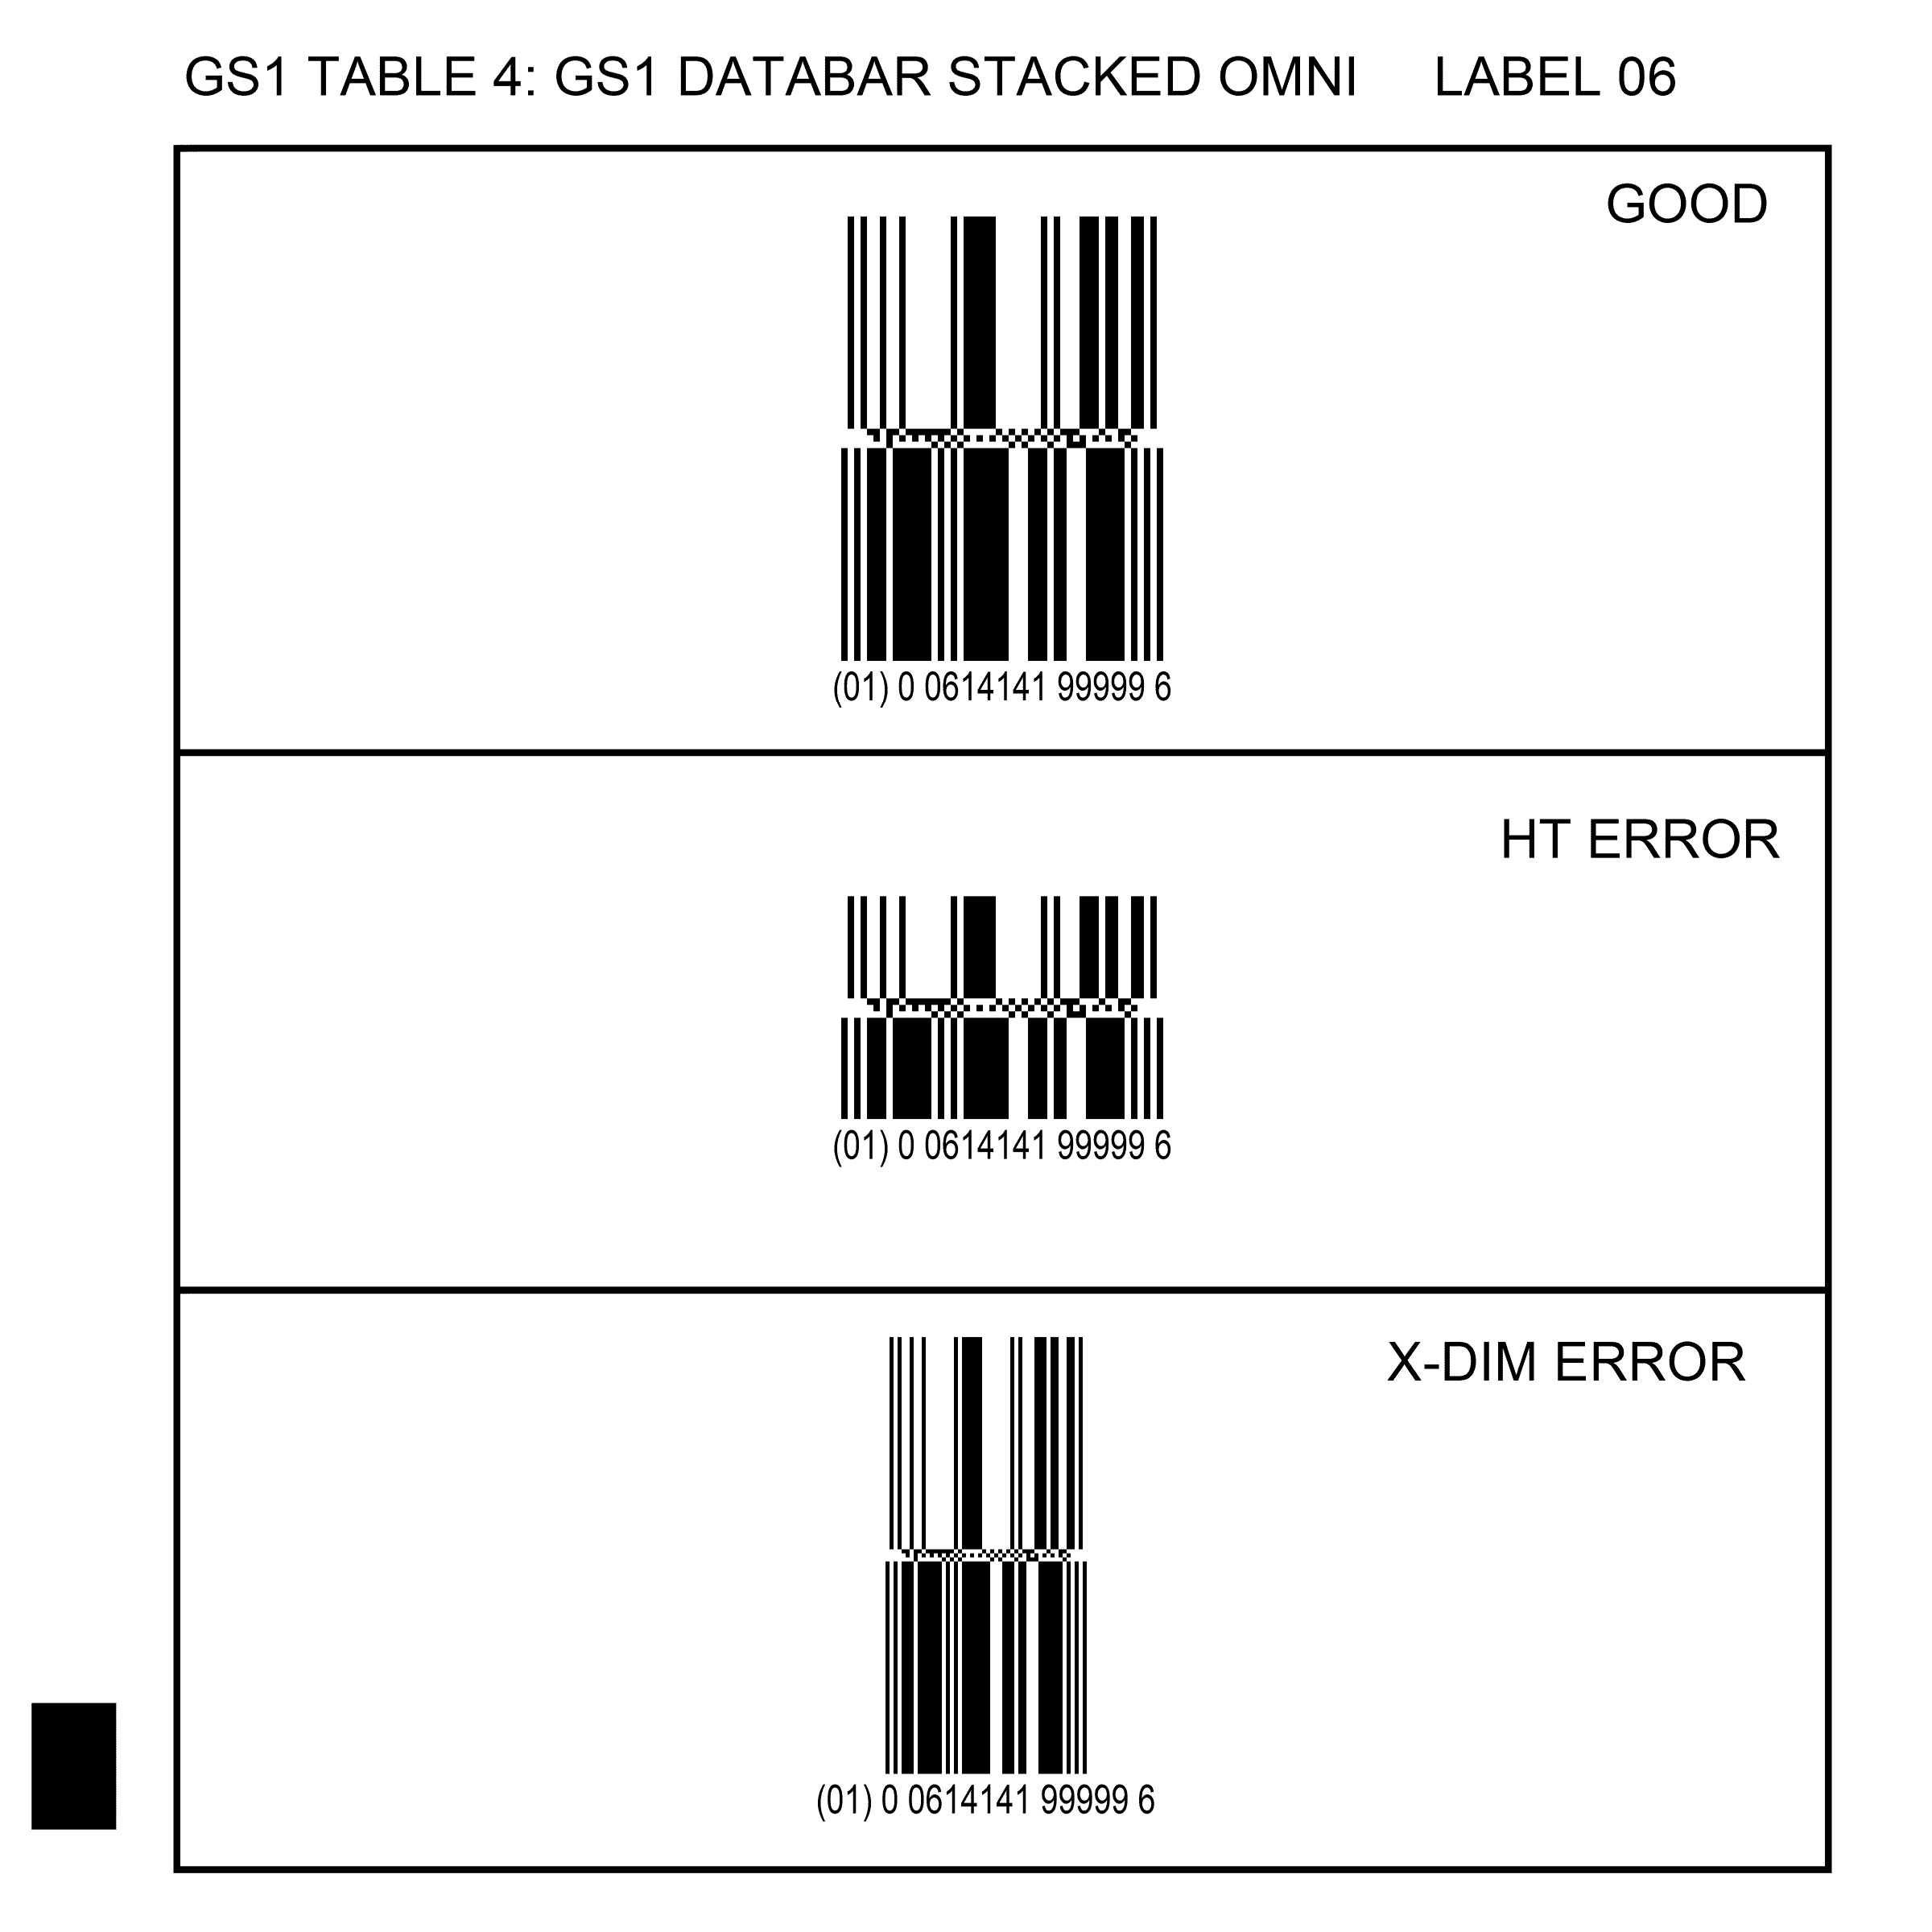 GS1 TABLE 4: GS1 DATABAR STACKED OMNI LABEL 06
GOOD
(01) 0 0614141 99999 6
HT ERROR
(01) 0 0614141 99999 6
X-DIM ERROR
(01) 0 0614141 99999 6